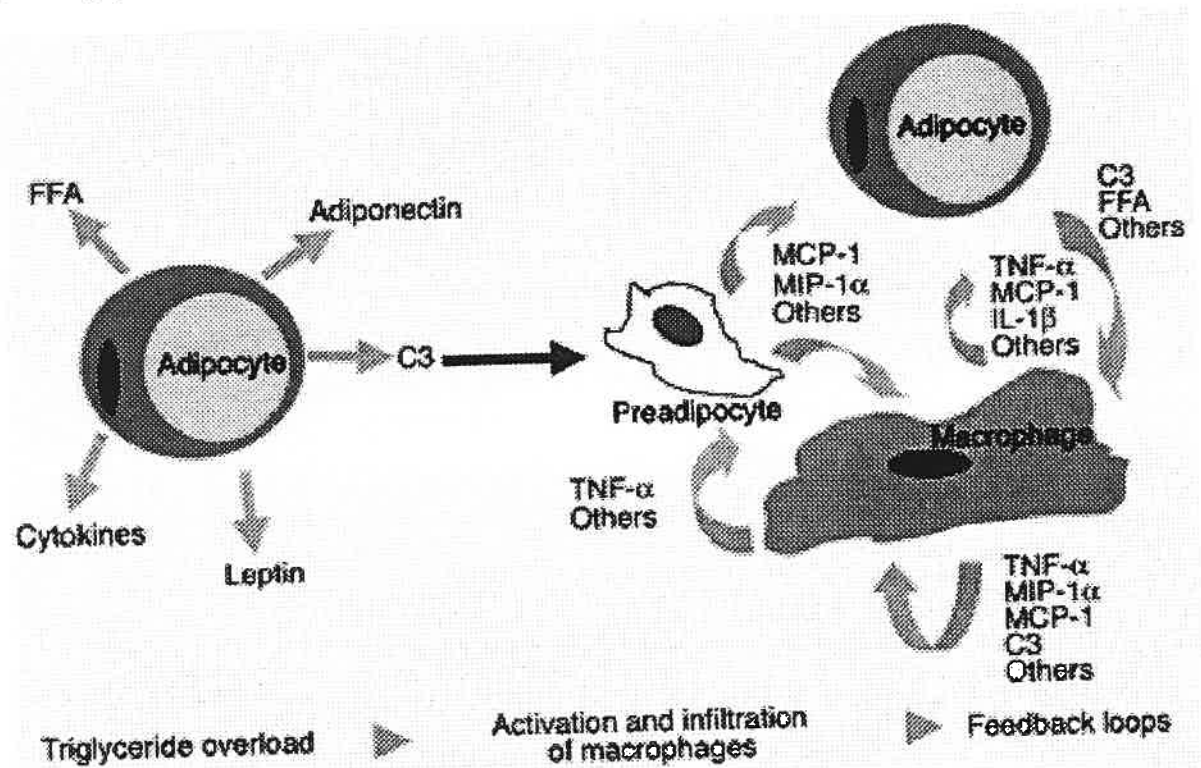 FFA
Adiponectin
Adipocyte
C3
Cytokines
Leptin
Preadipocyte
MCP-1
MIP-1α
Others
Adipocyte
C3
FFA
Others
TNF-α
MCP-1
IL-1β
Others
Macrophage
TNF-α
Others
TNF-α
MIP-1α
MCP-1
C3
Others
Triglyceride overload
Activation and infiltration
of macrophages
Feedback loops